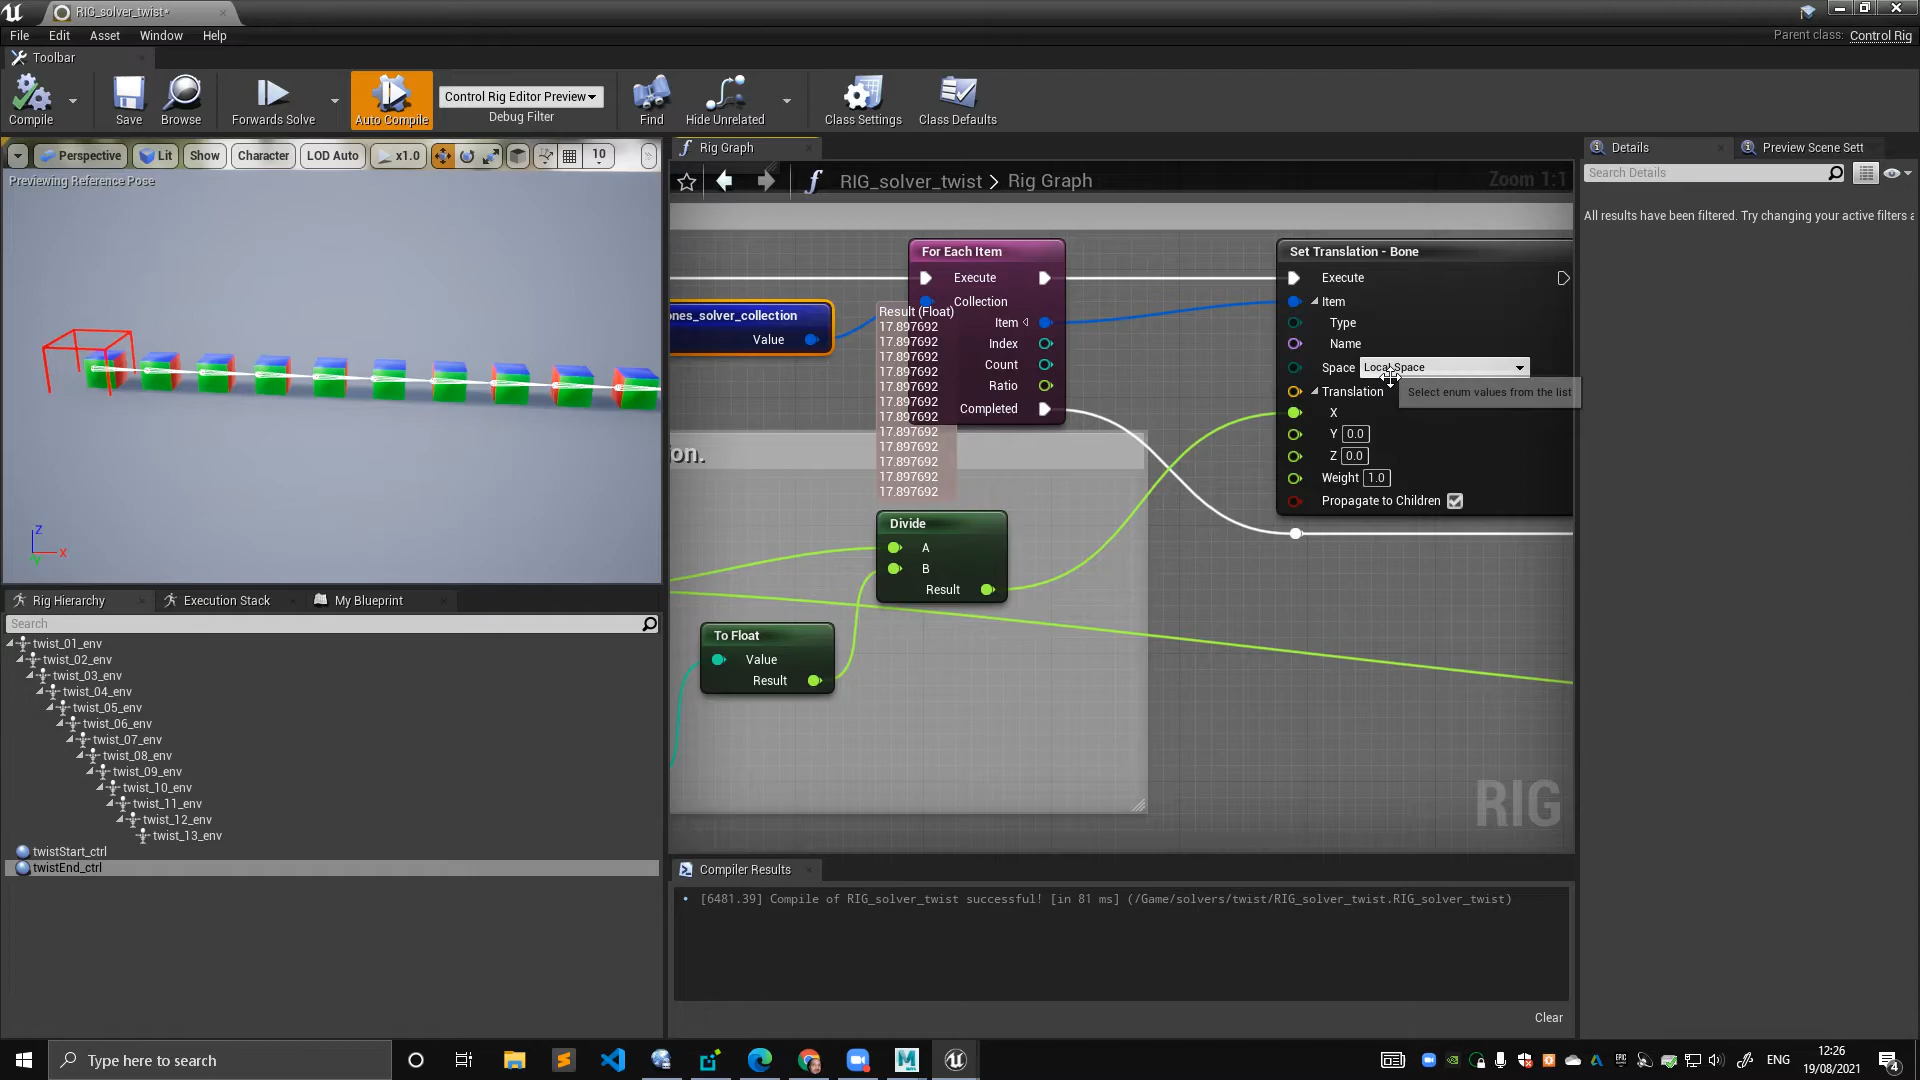 RIG_solver_twist*
File Edit Asset Window Help
Parent class: Control Rig
Toolbar
Compile
Save
Browse
Forwards Solve
Auto Compile
Control Rig Editor Preview
Debug Filter
Find
Hide Unrelated
Class Settings
Class Defaults
Perspective
Lit
Show
Character
LOD Auto
x1.0
10
Previewing Reference Pose
Z
X
Y
Rig Graph
RIG_solver_twist > Rig Graph
Zoom 1:1
For Each Item
Execute
Collection
Item
Index
Count
Ratio
Completed
ones_solver_collection
Value
Result (Float)
17.897692
17.897692
17.897692
17.897692
17.897692
17.897692
17.897692
17.897692
17.897692
17.897692
17.897692
17.897692
on.
Divide
A
B
Result
To Float
Value
Result
Set Translation - Bone
Execute
Item
Type
Name
Space Local Space
Translation
Select enum values from the list
X
Y 0.0
Z 0.0
Weight 1.0
Propagate to Children
RIG
Details
Preview Scene Sett
Search Details
All results have been filtered. Try changing your active filters a
Rig Hierarchy
Execution Stack
My Blueprint
Search
twist_01_env
twist_02_env
twist_03_env
twist_04_env
twist_05_env
twist_06_env
twist_07_env
twist_08_env
twist_09_env
twist_10_env
twist_11_env
twist_12_env
twist_13_env
twistStart_ctrl
twistEnd_ctrl
Compiler Results
[6481.39] Compile of RIG_solver_twist successful! [in 81 ms] (/Game/solvers/twist/RIG_solver_twist.RIG_solver_twist)
Clear
Type here to search
ENG
12:26
19/08/2021
4